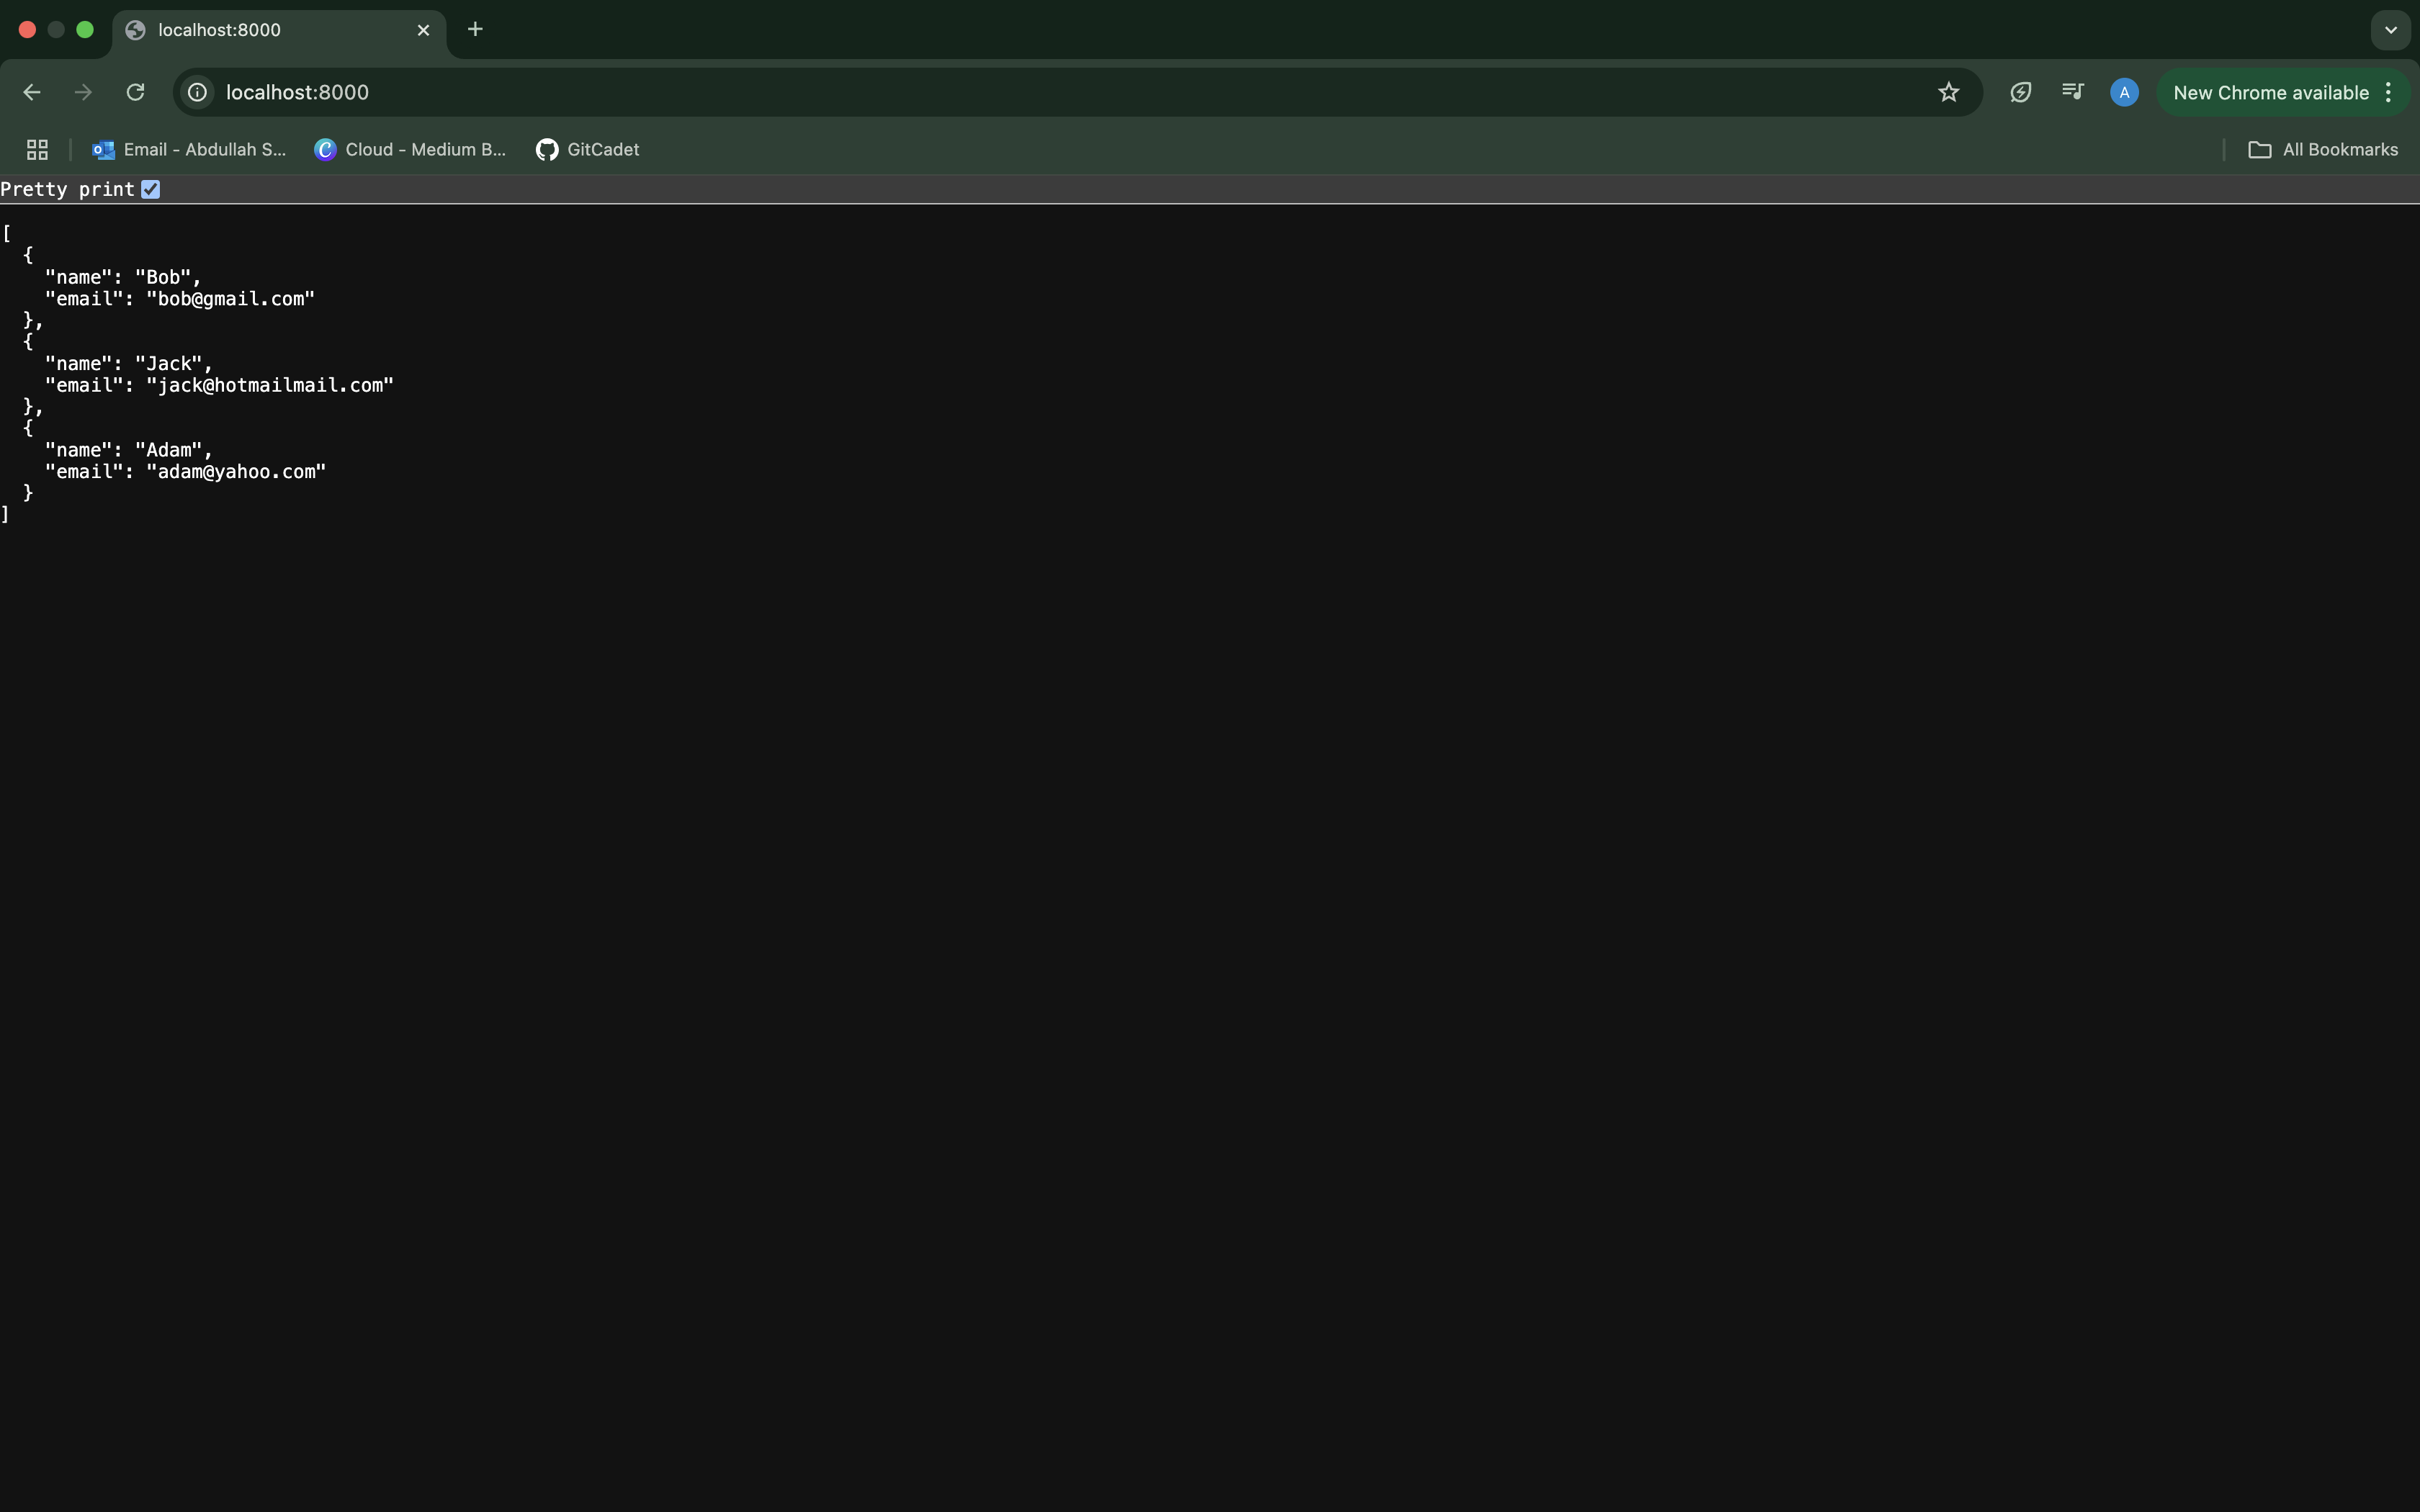 localhost:8000
localhost:8000
A
New Chrome available
Email - Abdullah S...
Cloud - Medium B...
GitCadet
All Bookmarks
Pretty print
[
  {
    "name": "Bob",
    "email": "bob@gmail.com"
  },
  {
    "name": "Jack",
    "email": "jack@hotmailmail.com"
  },
  {
    "name": "Adam",
    "email": "adam@yahoo.com"
  }
]